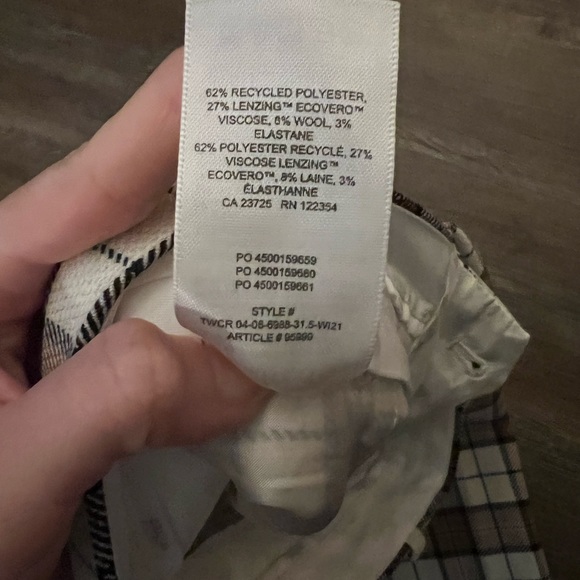 62% RECYCLED POLYESTER,
27% LENZING™ ECOVERO™
VISCOSE, 8% WOOL, 3%
ELASTANE
62% POLYESTER RECYCLÉ, 27%
VISCOSE LENZING™
ECOVERO™, 8% LAINE, 3%
ÉLASTHANNE
CA 23725 RN 122354
PO 4500159659
PO 4500159660
PO 4500159661
STYLE #
TWCR 04-06-6988-31.5-WI21
ARTICLE # 95999